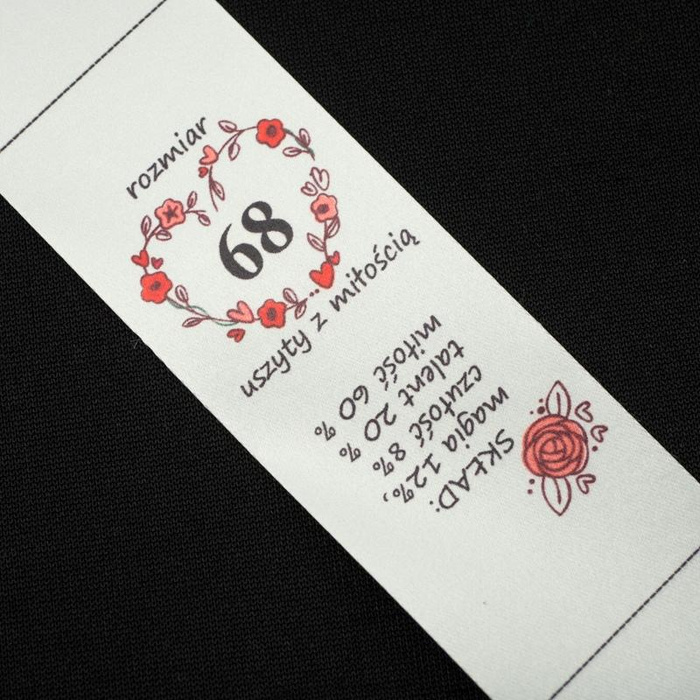 rozmiar
68
uszyty z miłością
SKŁAD:
magia 12%,
czułość 8%
talent 20 %
miłość 60 %